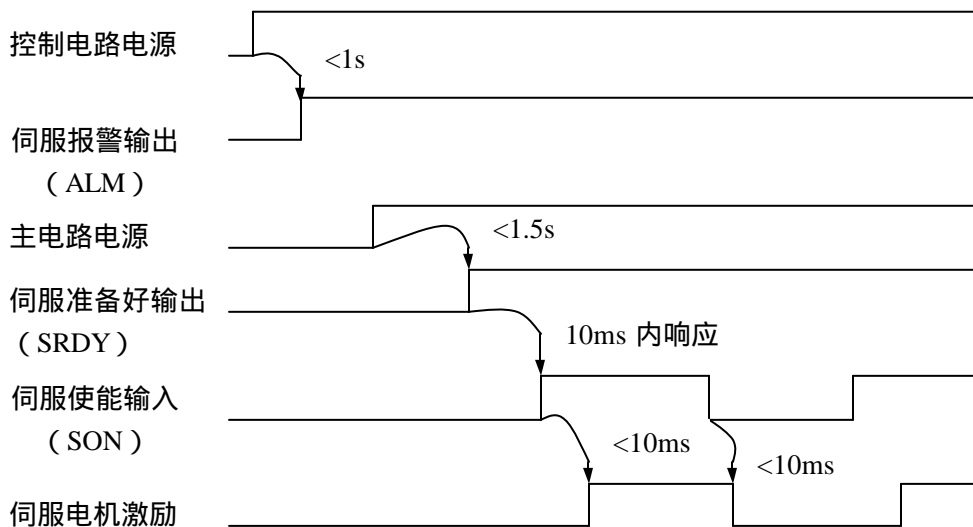 控制电路电源
<1s
伺服报警输出
（ALM）
主电路电源
<1.5s
伺服准备好输出
（SRDY）
10ms 内响应
伺服使能输入
（SON）
<10ms
<10ms
伺服电机激励